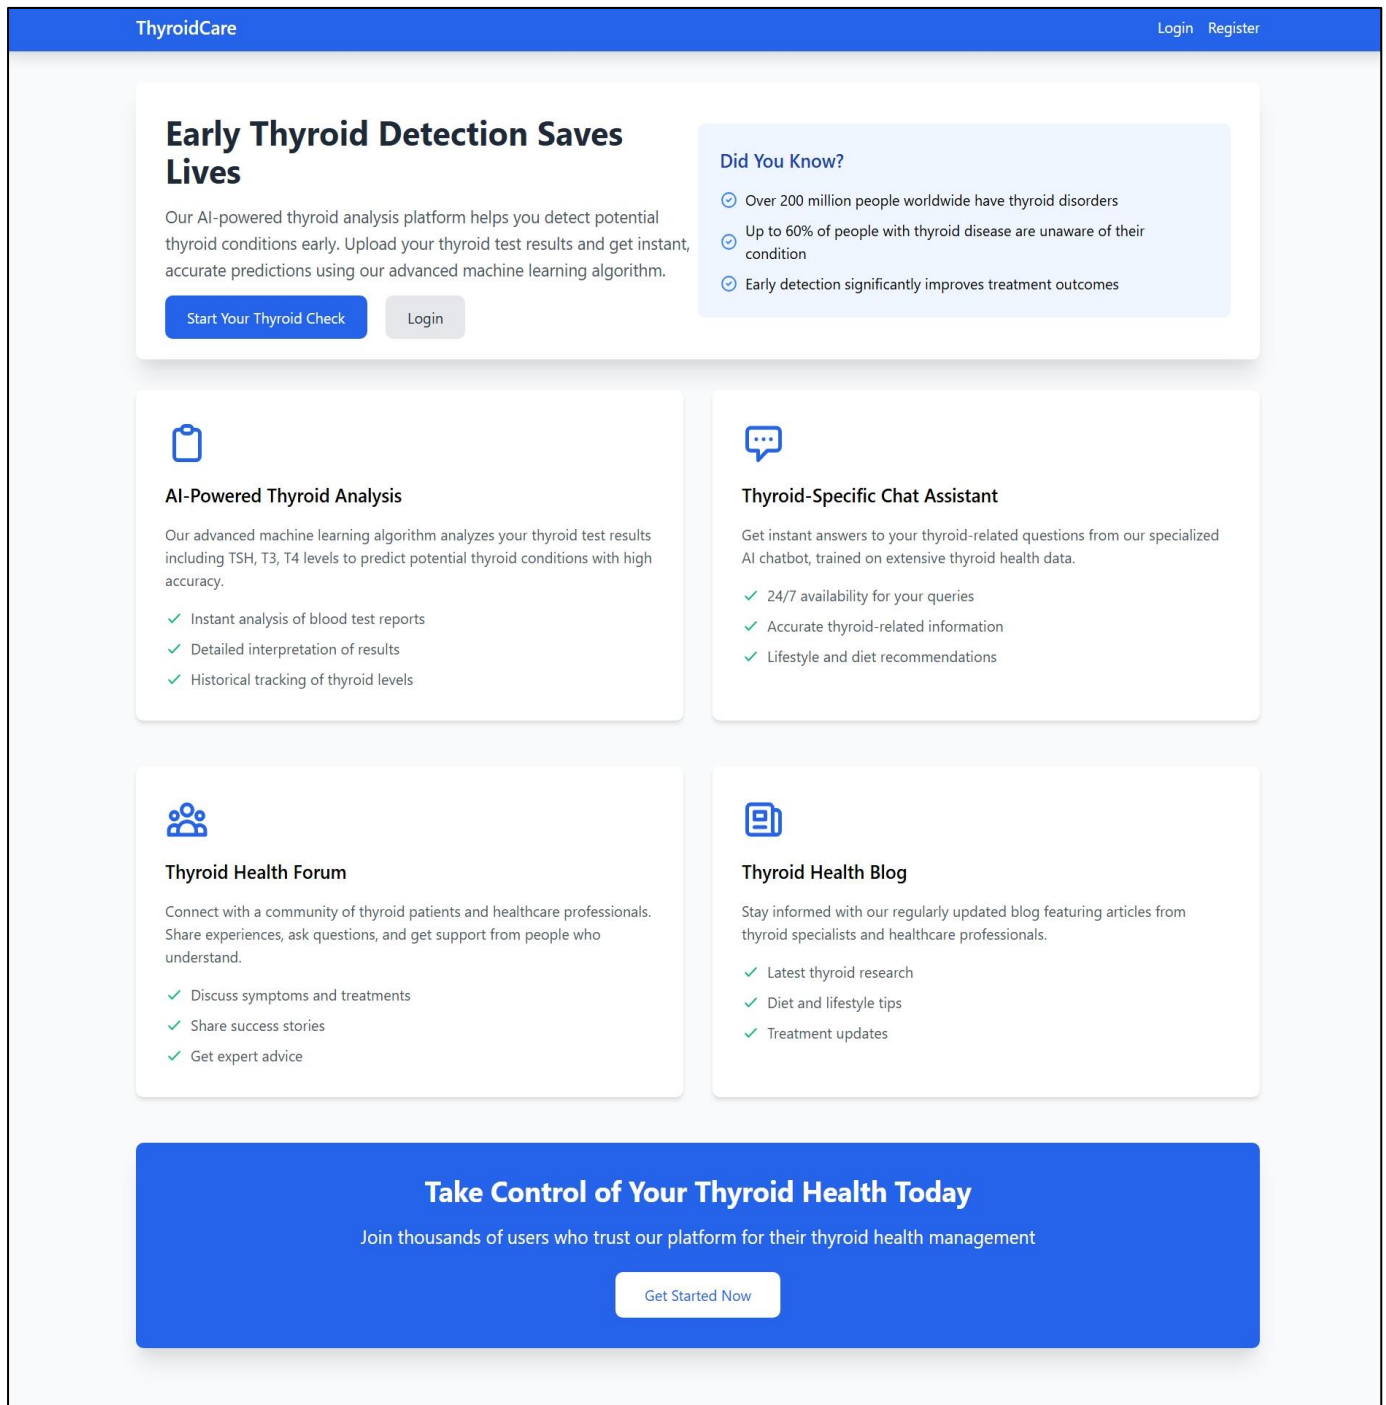 ThyroidCare
Login Register
Early Thyroid Detection Saves
Lives
Our AI-powered thyroid analysis platform helps you detect potential
thyroid conditions early. Upload your thyroid test results and get instant,
accurate predictions using our advanced machine learning algorithm.
Start Your Thyroid Check
Login
Did You Know?
Over 200 million people worldwide have thyroid disorders
Up to 60% of people with thyroid disease are unaware of their
condition
Early detection significantly improves treatment outcomes
AI-Powered Thyroid Analysis
Our advanced machine learning algorithm analyzes your thyroid test results
including TSH, T3, T4 levels to predict potential thyroid conditions with high
accuracy.
Instant analysis of blood test reports
Detailed interpretation of results
Historical tracking of thyroid levels
Thyroid-Specific Chat Assistant
Get instant answers to your thyroid-related questions from our specialized
AI chatbot, trained on extensive thyroid health data.
24/7 availability for your queries
Accurate thyroid-related information
Lifestyle and diet recommendations
Thyroid Health Forum
Connect with a community of thyroid patients and healthcare professionals.
Share experiences, ask questions, and get support from people who
understand.
Discuss symptoms and treatments
Share success stories
Get expert advice
Thyroid Health Blog
Stay informed with our regularly updated blog featuring articles from
thyroid specialists and healthcare professionals.
Latest thyroid research
Diet and lifestyle tips
Treatment updates
Take Control of Your Thyroid Health Today
Join thousands of users who trust our platform for their thyroid health management
Get Started Now